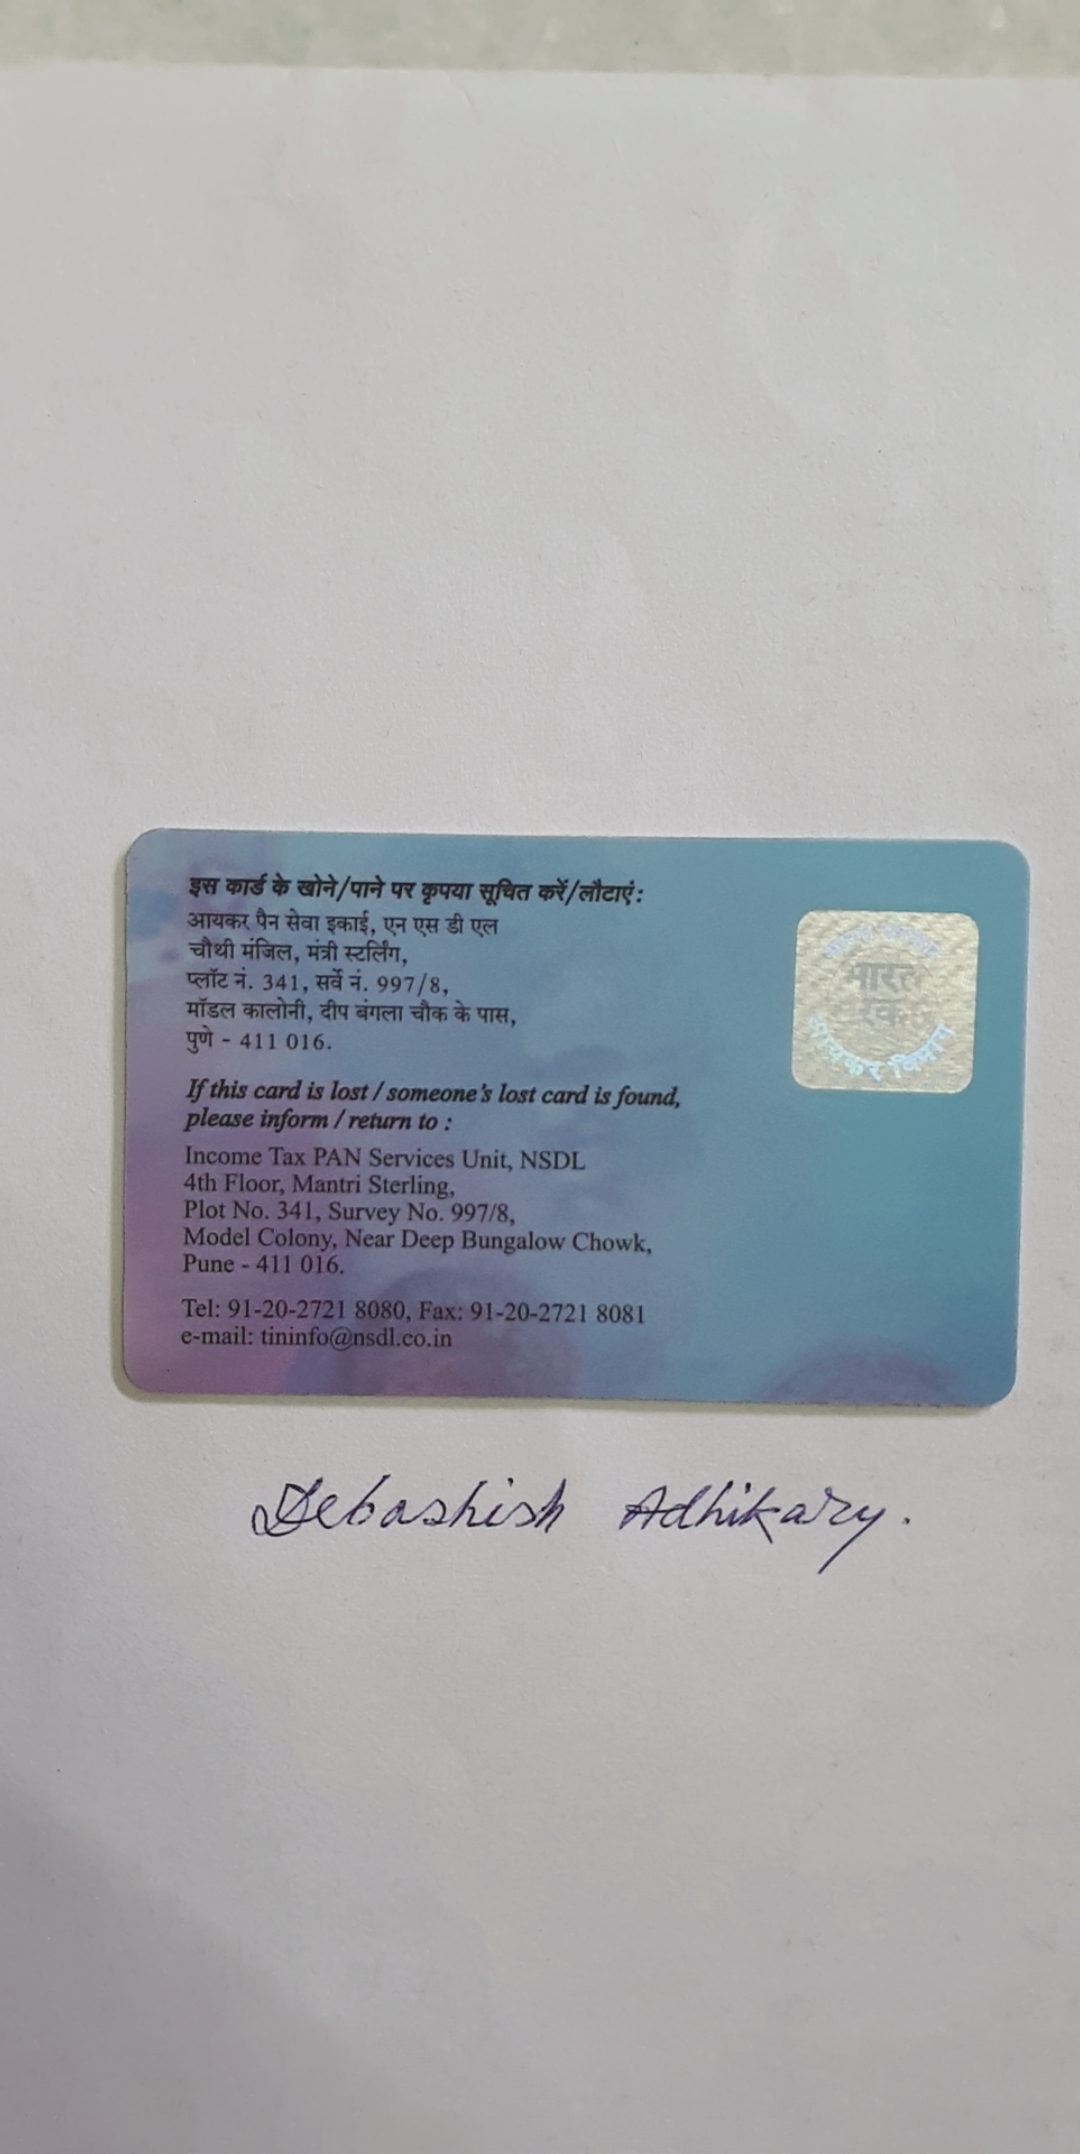 इस कार्ड के खोने/पाने पर कृपया सूचित करें/लौटाएं:
आयकर पैन सेवा इकाई, एन एस डी एल
चौथी मंजिल, मंत्री स्टर्लिंग,
प्लॉट नं. 341, सर्वे नं. 997/8,
मॉडल कालोनी, दीप बंगला चौक के पास,
पुणे - 411 016.
If this card is lost / someone's lost card is found,
please inform / return to :
Income Tax PAN Services Unit, NSDL
4th Floor, Mantri Sterling,
Plot No. 341, Survey No. 997/8,
Model Colony, Near Deep Bungalow Chowk,
Pune - 411 016.
Tel: 91-20-2721 8080, Fax: 91-20-2721 8081
e-mail: tininfo@nsdl.co.in
भारत
आयकर विभाग
Debashish Adhikary.